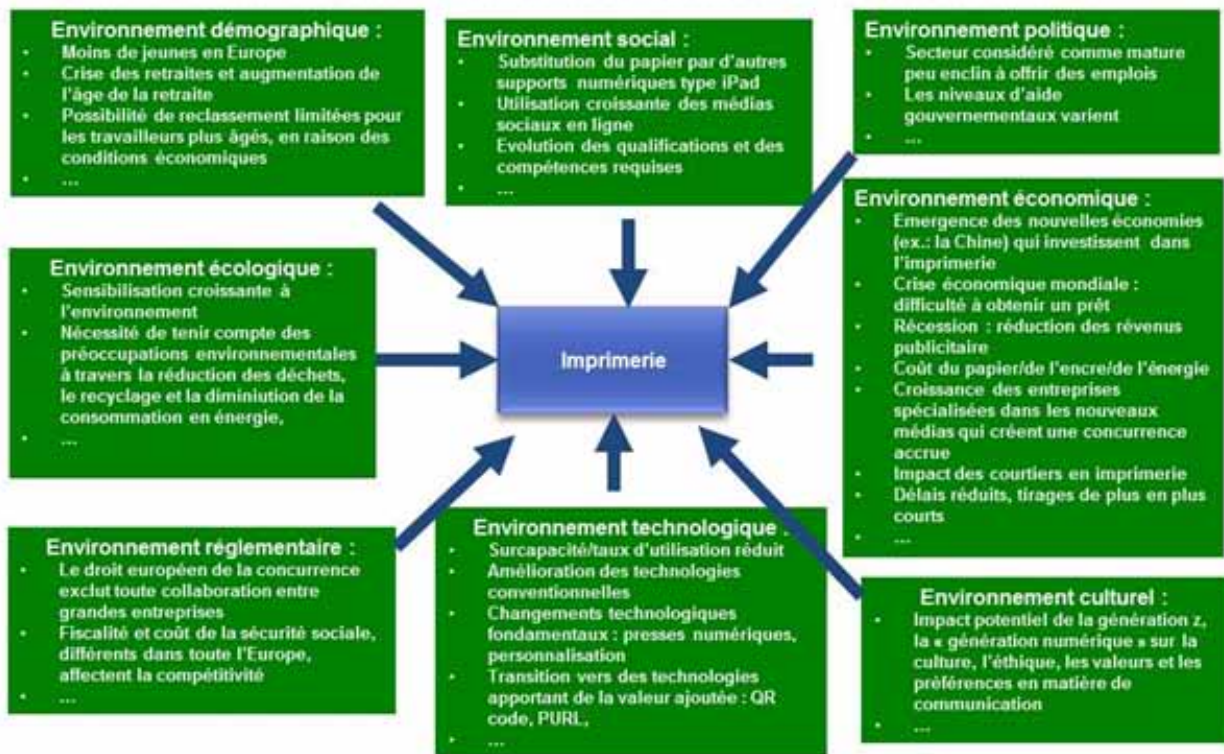 Environnement démographique :
• Moins de jeunes en Europe
• Crise des retraites et augmentation de
l'âge de la retraite
• Possibilité de reclassement limitées pour
les travailleurs plus âgés, en raison des
conditions économiques
• ...
Environnement social :
• Substitution du papier par d'autres
supports numériques type iPad
• Utilisation croissante des médias
sociaux en ligne
• Evolution des qualifications et des
compétences requises
• ...
Environnement politique :
• Secteur considéré comme mature
peu enclin à offrir des emplois
• Les niveaux d'aide
gouvernementaux varient
• ...
Environnement écologique :
• Sensibilisation croissante à
l'environnement
• Nécessité de tenir compte des
préoccupations environnementales
à travers la réduction des déchets,
le recyclage et la diminiution de la
consommation en énergie,
• ...
Imprimerie
Environnement économique :
• Emergence des nouvelles économies
(ex.: la Chine) qui investissent dans
l'imprimerie
• Crise économique mondiale :
difficulté à obtenir un prêt
• Récession : réduction des révenus
publicitaire
• Coût du papier/de l'encre/de l'énergie
• Croissance des entreprises
spécialisées dans les nouveaux
médias qui créent une concurrence
accrue
• Impact des courtiers en imprimerie
• Délais réduits, tirages de plus en plus
courts
• ...
Environnement réglementaire :
• Le droit européen de la concurrence
exclut toute collaboration entre
grandes entreprises
• Fiscalité et coût de la sécurité sociale,
différents dans toute l'Europe,
affectent la compétitivité
• ...
Environnement technologique :
• Surcapacité/taux d'utilisation réduit
• Amélioration des technologies
conventionnelles
• Changements technologiques
fondamentaux : presses numériques,
personnalisation
• Transition vers des technologies
apportant de la valeur ajoutée : QR
code, PURL,
• ...
Environnement culturel :
• Impact potentiel de la génération z,
la « génération numérique » sur la
culture, l'éthique, les valeurs et les
préférences en matière de
communication
• ...